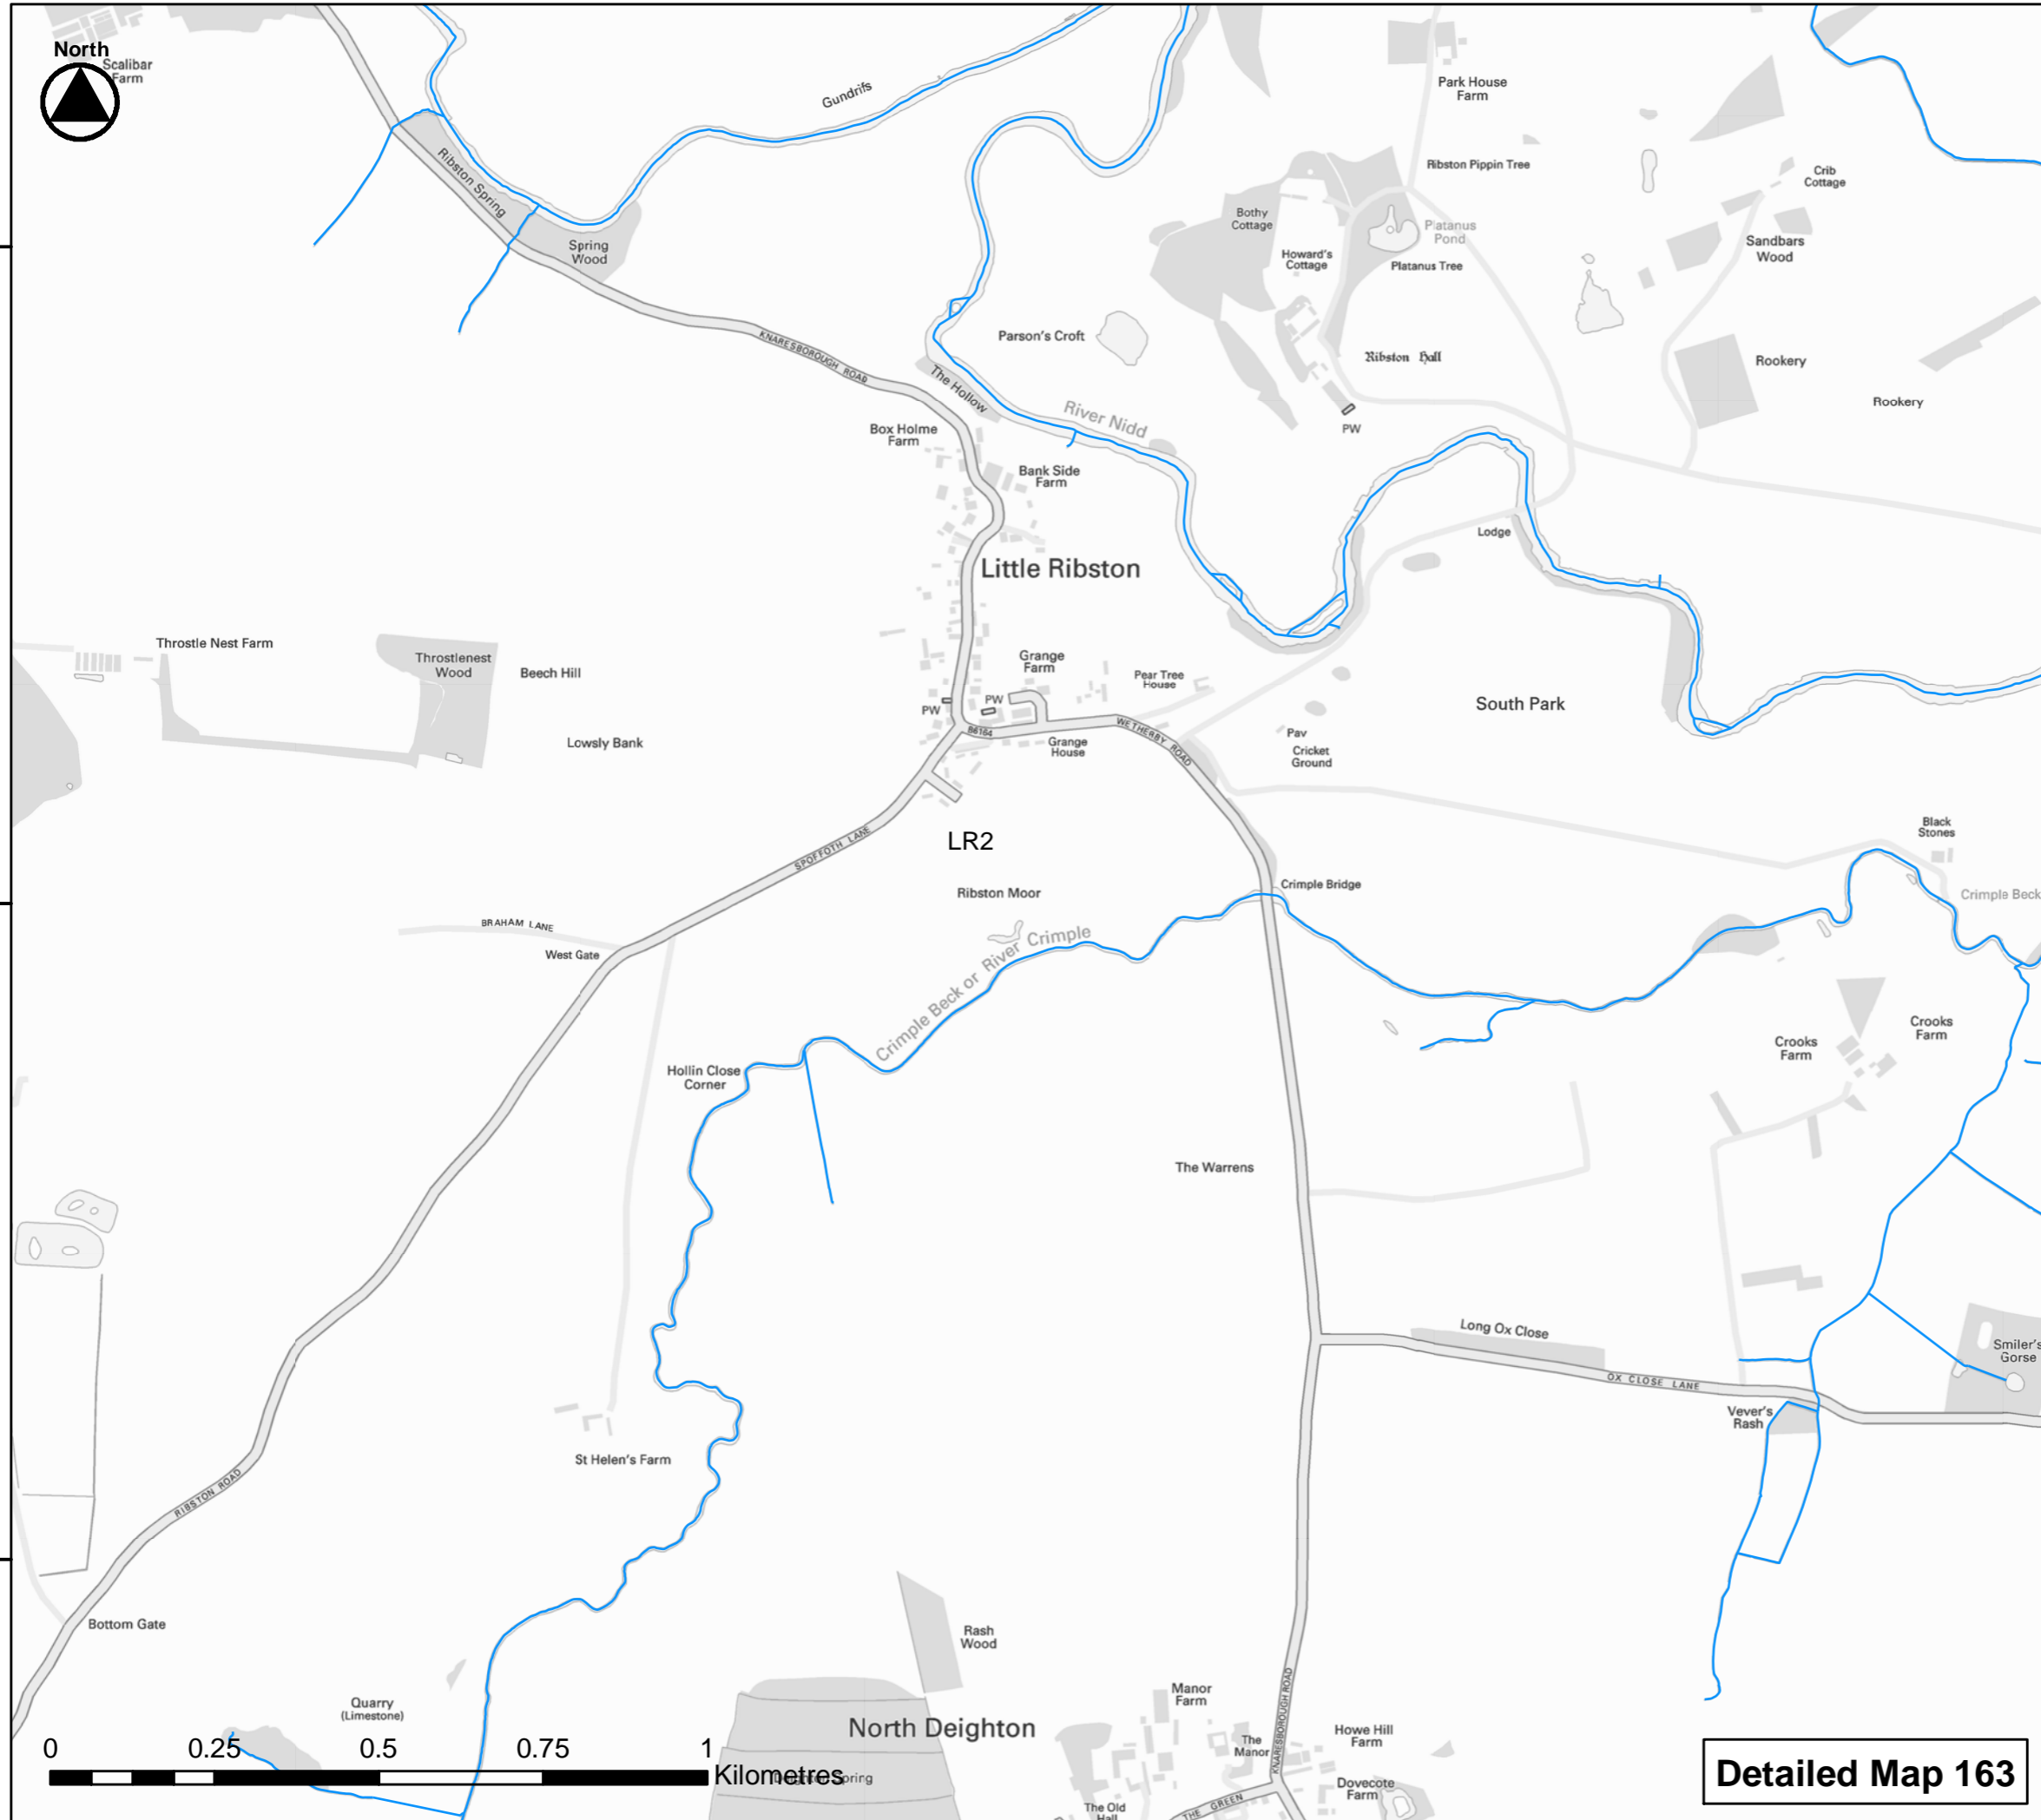 North
Scalibar
Farm
Gundrifs
Park House
Farm
Ribston Pippin Tree
Crib
Cottage
Ribston Spring
Spring
Wood
Bothy
Cottage
Platanus
Pond
Howard's
Cottage
Platanus Tree
Sandbars
Wood
KNARESBOROUGH ROAD
Parson's Croft
Ribston Hall
Rookery
The Hollow
Rookery
River Nidd
PW
Box Holme
Farm
Bank Side
Farm
Lodge
Little Ribston
Throstle Nest Farm
Throstlenest
Wood
Beech Hill
Grange
Farm
Pear Tree
House
PW
PW
South Park
B6164
WETHERBY ROAD
Lowsly Bank
Grange
House
Pav
Cricket
Ground
SPOFFOTH LANE
LR2
Black
Stones
Ribston Moor
Crimple Bridge
Crimple Beck
BRAHAM LANE
West Gate
Crimple Beck or River Crimple
Crooks
Farm
Crooks
Farm
Hollin Close
Corner
The Warrens
Long Ox Close
Smiler's
Gorse
OX CLOSE LANE
Vever's
Rash
St Helen's Farm
RIBSTON ROAD
Bottom Gate
Rash
Wood
Quarry
(Limestone)
Manor
Farm
North Deighton
KNARESBOROUGH ROAD
The
Manor
Howe Hill
Farm
0 0.25 0.5 0.75 1
Kilometres
Deighton Spring
Dovecote
Farm
THE GREEN
The Old
Hall
Detailed Map 163